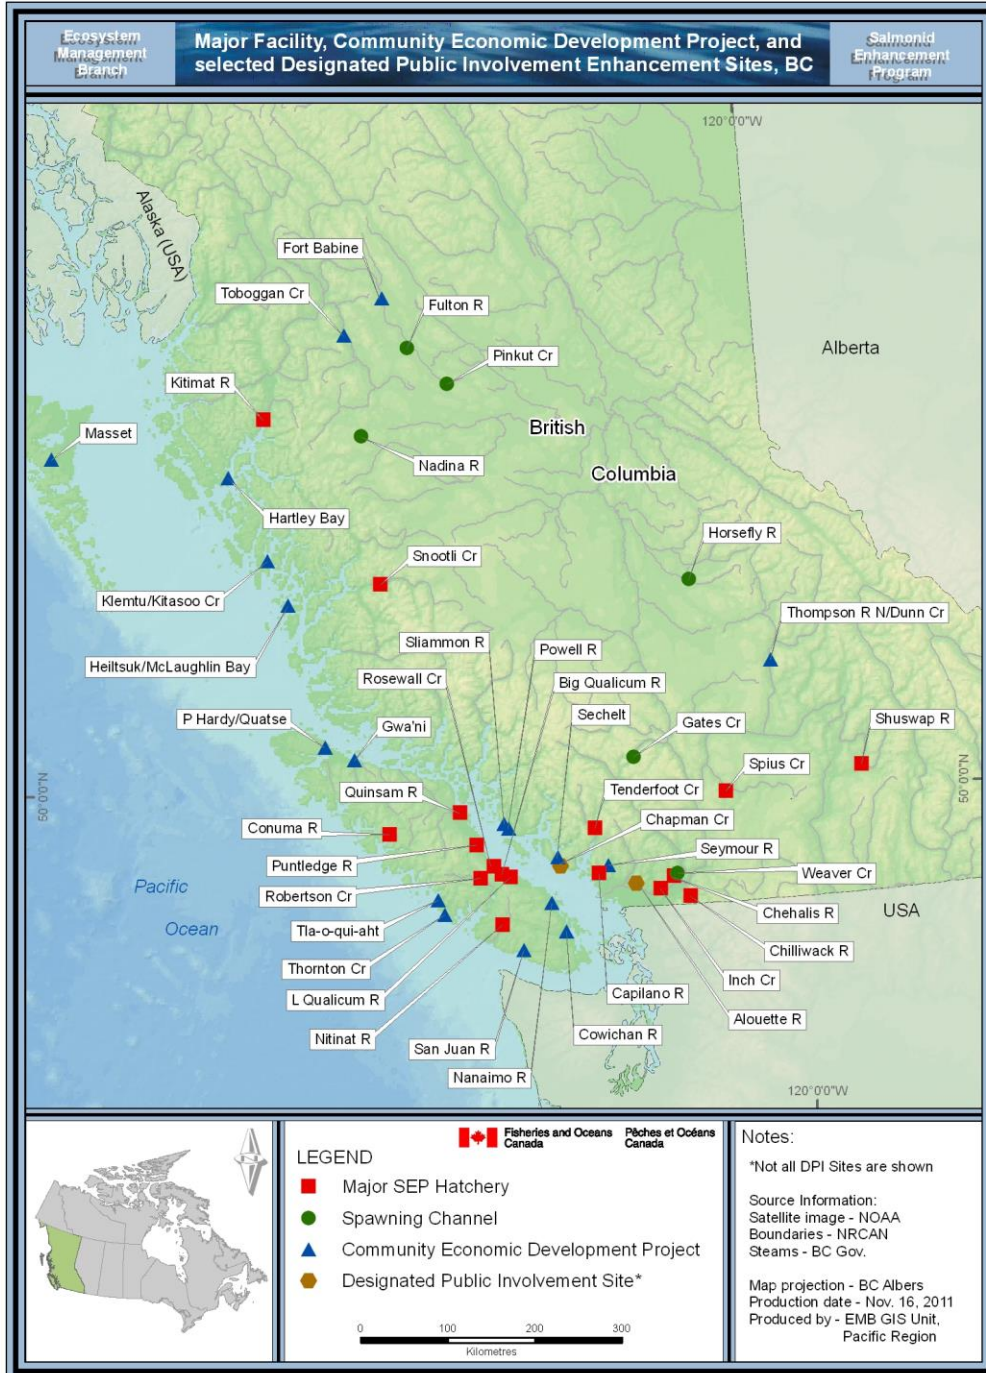 Ecosystem
Management
Branch
Major Facility, Community Economic Development Project, and
selected Designated Public Involvement Enhancement Sites, BC
Salmonid
Enhancement
Program
120°0'0"W
Alaska (USA)
Fort Babine
Toboggan Cr
Fulton R
Pinkut Cr
Alberta
Kitimat R
Masset
British
Columbia
Nadina R
Hartley Bay
Horsefly R
Snootli Cr
Klemtu/Kitasoo Cr
Thompson R N/Dunn Cr
Sliammon R
Powell R
Heiltsuk/McLaughlin Bay
Rosewall Cr
Big Qualicum R
Sechelt
P Hardy/Quatse
Gwa'ni
Gates Cr
Shuswap R
Spius Cr
50°0'0"N
50°0'0"N
Quinsam R
Tenderfoot Cr
Conuma R
Chapman Cr
Puntledge R
Seymour R
Weaver Cr
Pacific
Ocean
Robertson Cr
Chehalis R
USA
Tla-o-qui-aht
Chilliwack R
Thornton Cr
Inch Cr
L Qualicum R
Capilano R
Alouette R
Nitinat R
Cowichan R
San Juan R
Nanaimo R
120°0'0"W
Fisheries and Oceans
Canada
Pêches et Océans
Canada
LEGEND
Major SEP Hatchery
Spawning Channel
Community Economic Development Project
Designated Public Involvement Site*
0 100 200 300
Kilometres
Notes:
*Not all DPI Sites are shown
Source Information:
Satellite image - NOAA
Boundaries - NRCAN
Steams - BC Gov.
Map projection - BC Albers
Production date - Nov. 16, 2011
Produced by - EMB GIS Unit,
Pacific Region